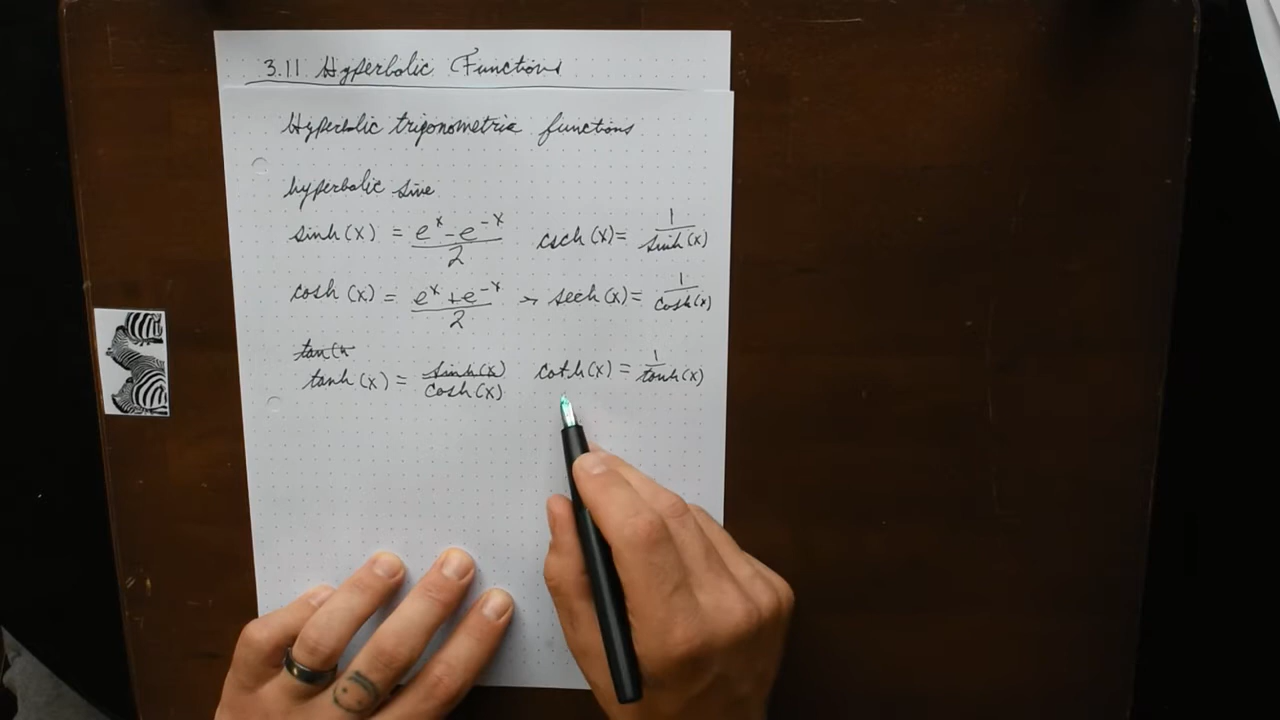 3.11 Hyperbolic Functions
Hyperbolic trigonometric functions
hyperbolic sine
sinh(x) = e^x - e^-x / 2 csch(x) = 1 / sinh(x)
cosh(x) = e^x + e^-x / 2 → sech(x) = 1 / cosh(x)
tan(h
tanh(x) = sinh(x) / cosh(x) coth(x) = 1 / tanh(x)